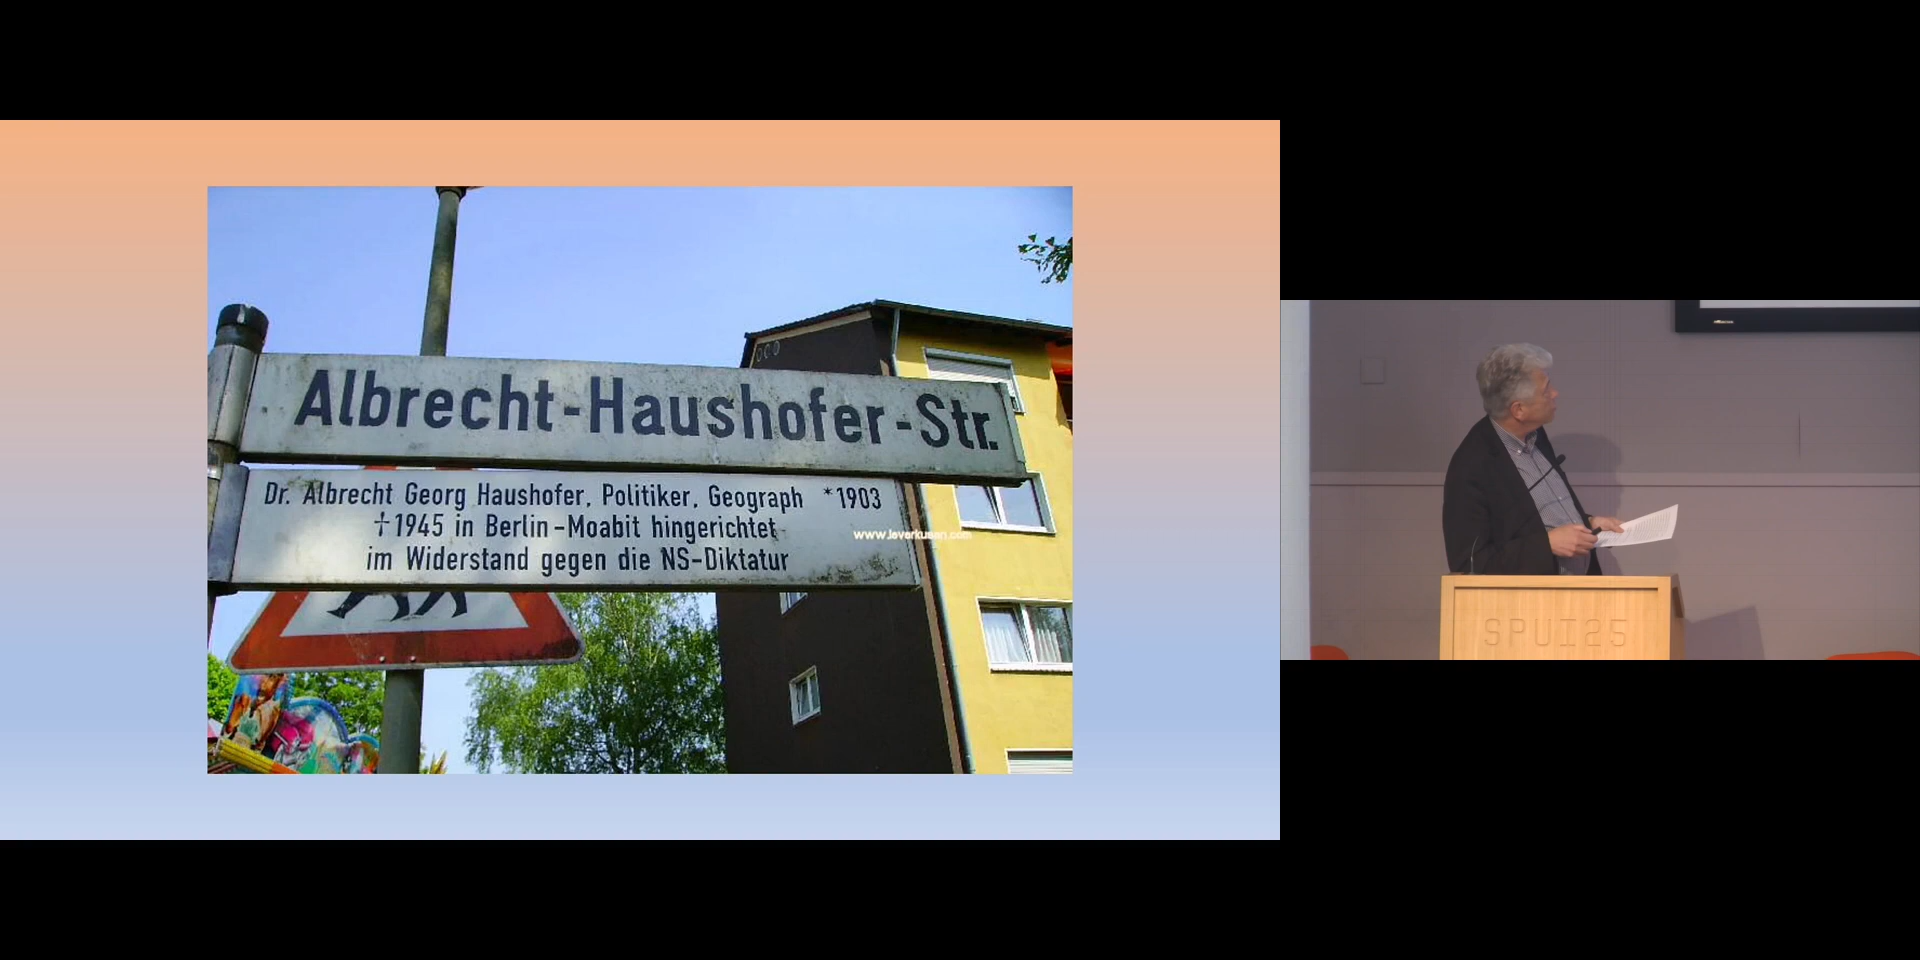 Albrecht-Haushofer-Str.
Dr. Albrecht Georg Haushofer, Politiker, Geograph *1903
†1945 in Berlin-Moabit hingerichtet
im Widerstand gegen die NS-Diktatur
www.leverkusen.com
SPUI25